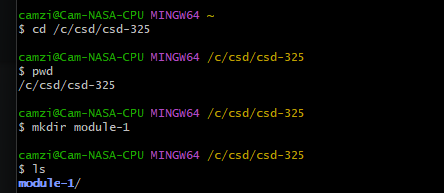 camzi@Cam-NASA-CPU MINGW64 ~
$ cd /c/csd/csd-325
camzi@Cam-NASA-CPU MINGW64 /c/csd/csd-325
$ pwd
/c/csd/csd-325
camzi@Cam-NASA-CPU MINGW64 /c/csd/csd-325
$ mkdir module-1
camzi@Cam-NASA-CPU MINGW64 /c/csd/csd-325
$ ls
module-1/